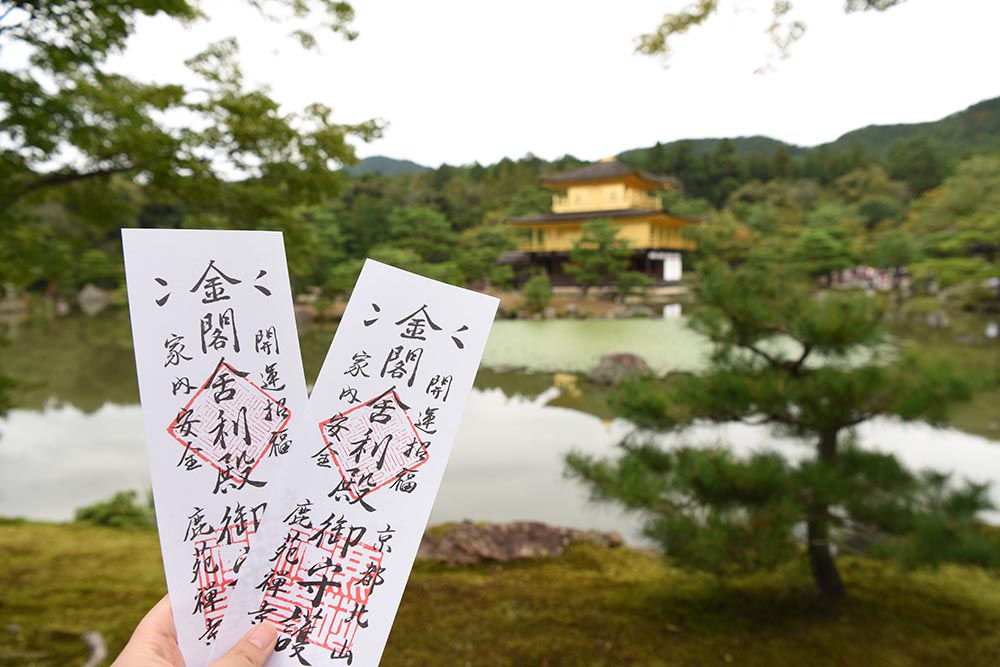 開運招福
金閣舎利殿
御
家内安全
鹿苑禅寺
開運招福
京都北山
金閣舎利殿
御守護
家内安全
鹿苑禅寺